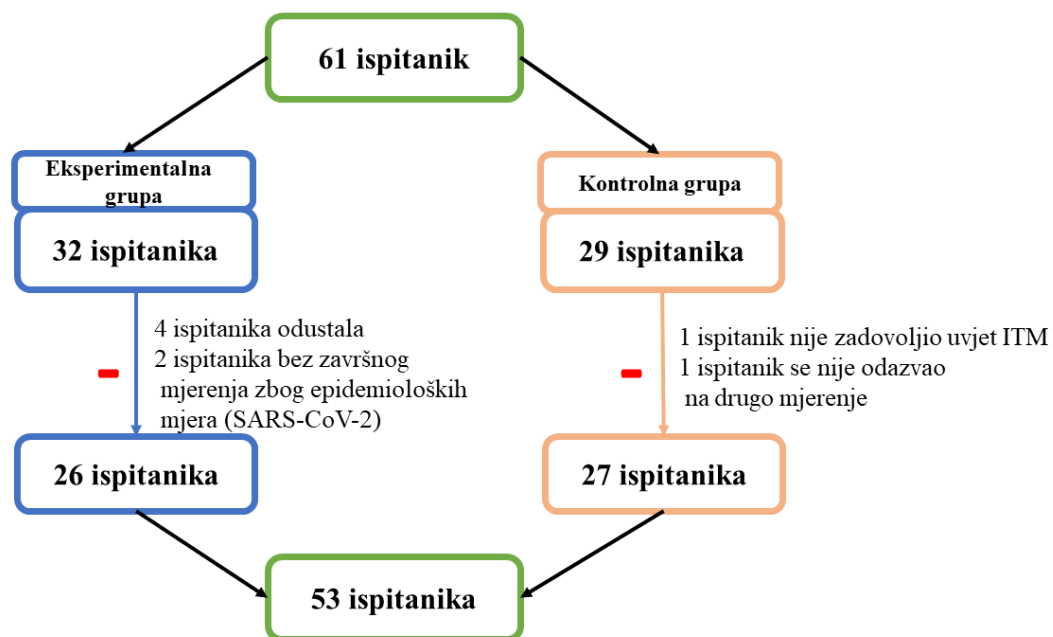 61 ispitanik
Eksperimentalna
grupa
32 ispitanika
4 ispitanika odustala
2 ispitanika bez završnog
mjerenja zbog epidemioloških
mjera (SARS-CoV-2)
26 ispitanika
Kontrolna grupa
29 ispitanika
1 ispitanik nije zadovoljio uvjet ITM
1 ispitanik se nije odazvao
na drugo mjerenje
27 ispitanika
53 ispitanika